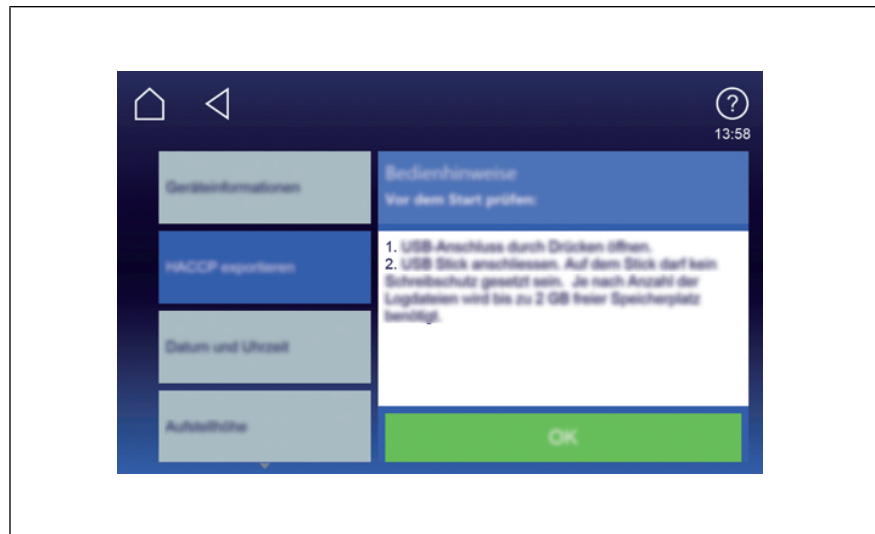 ?
13:58
Geräteinformationen
Bedienhinweise
Vor dem Start prüfen:
HACCP exportieren
1. USB-Anschluss durch Drücken öffnen.
2. USB Stick anschliessen. Auf dem Stick darf kein
Schreibschutz gesetzt sein. Je nach Anzahl der
Logdateien wird bis zu 2 GB freier Speicherplatz
benötigt.
Datum und Uhrzeit
Aufstellhöhe
OK